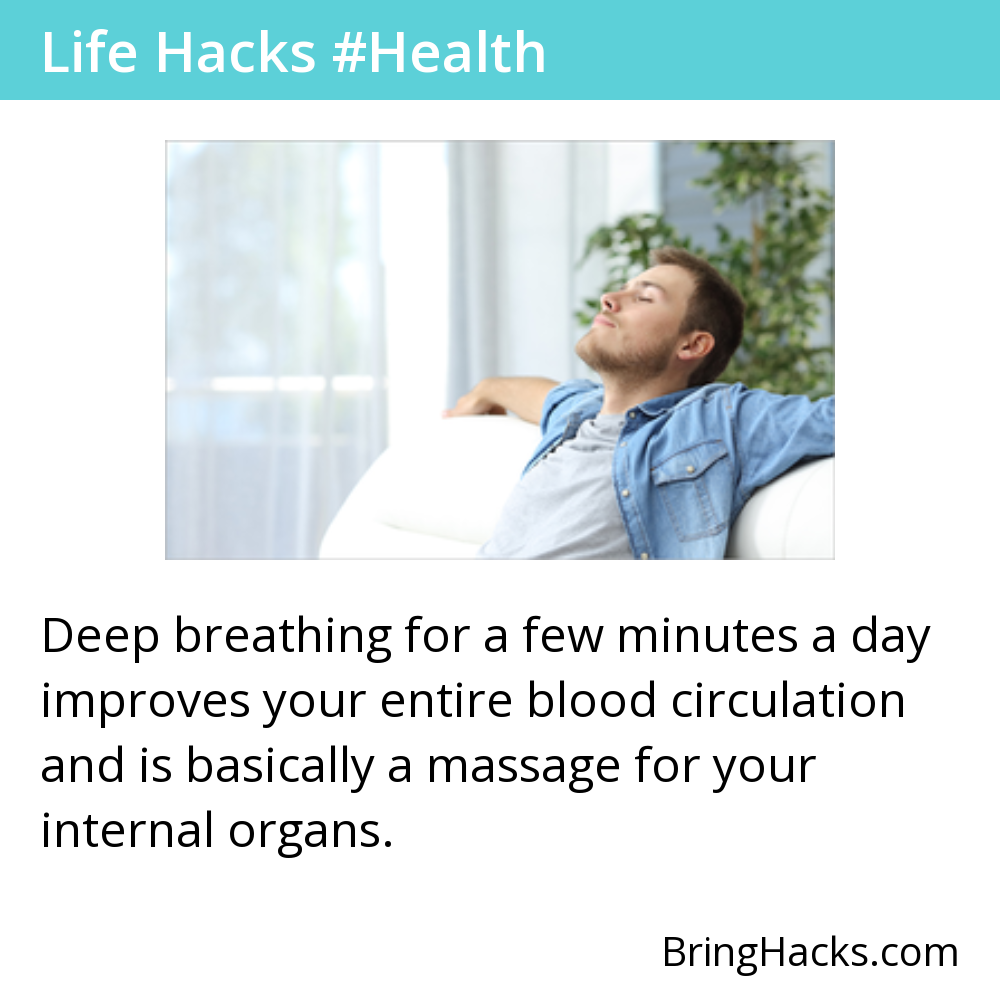 Life Hacks #Health
Deep breathing for a few minutes a day
improves your entire blood circulation
and is basically a massage for your
internal organs.
BringHacks.com